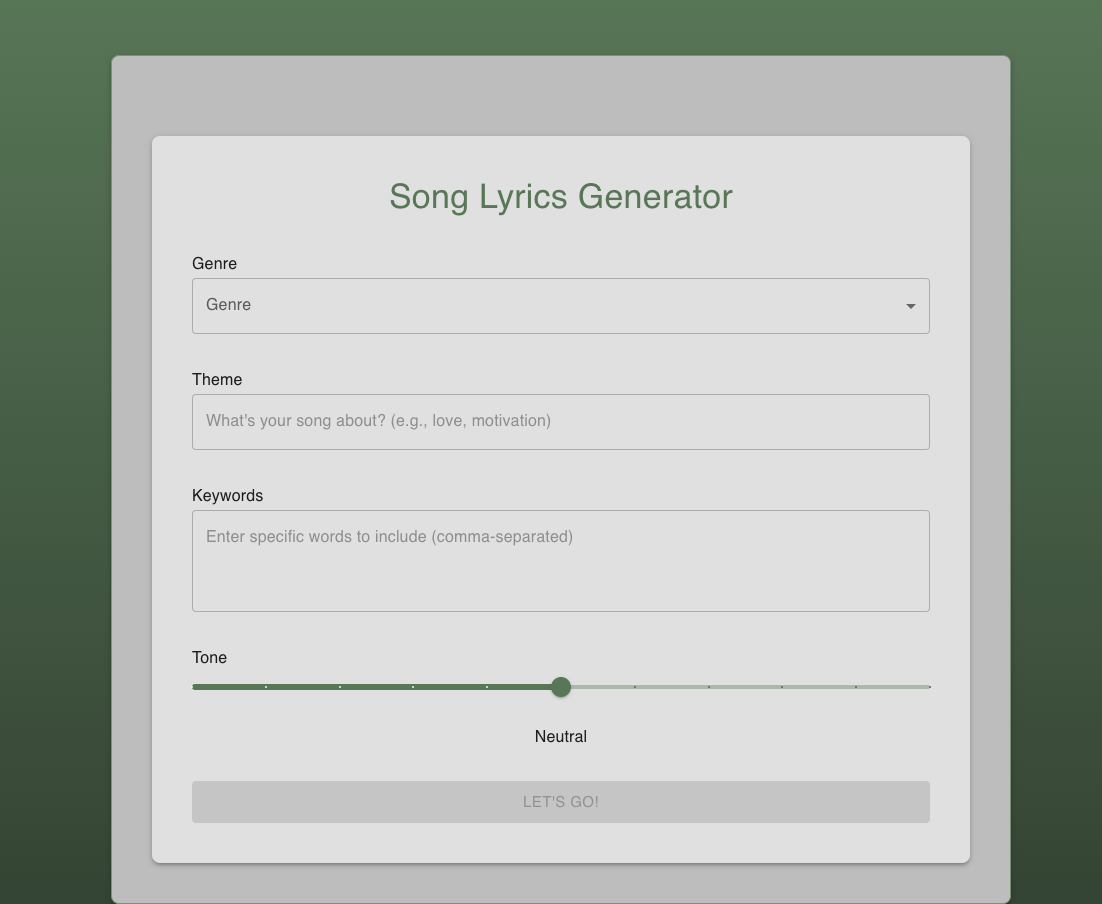 Song Lyrics Generator
Genre
Genre
Theme
What's your song about? (e.g., love, motivation)
Keywords
Enter specific words to include (comma-separated)
Tone
Neutral
LET'S GO!